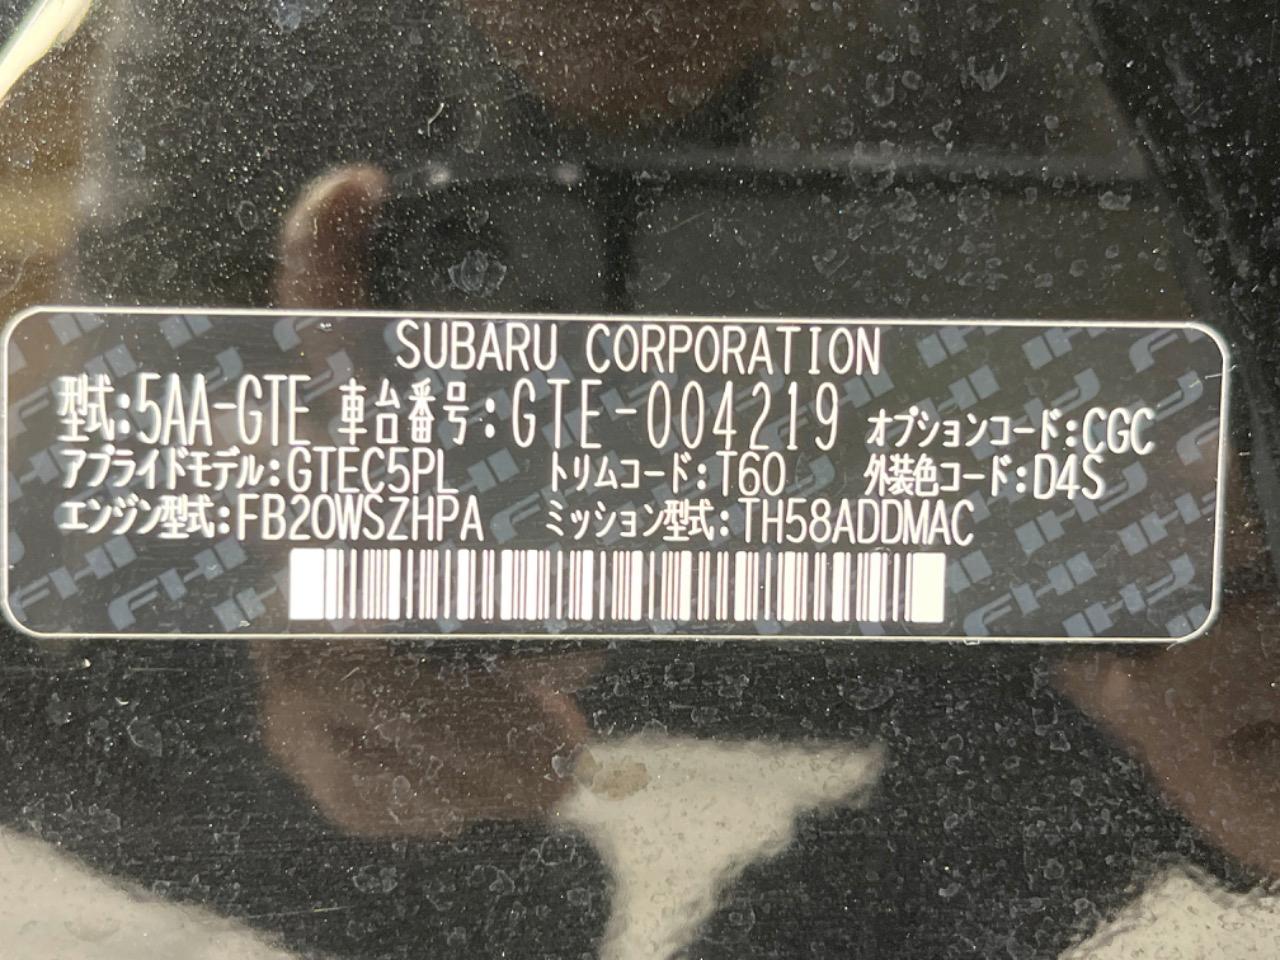 SUBARU CORPORATION
型式:5AA-GTE 車台番号:GTE-004219 オプションコード:CGC
アプライドモデル:GTEC5PL トリムコード:T60 外装色コード:D4S
エンジン型式:FB20WSZHPA ミッション型式:TH58ADDMAC